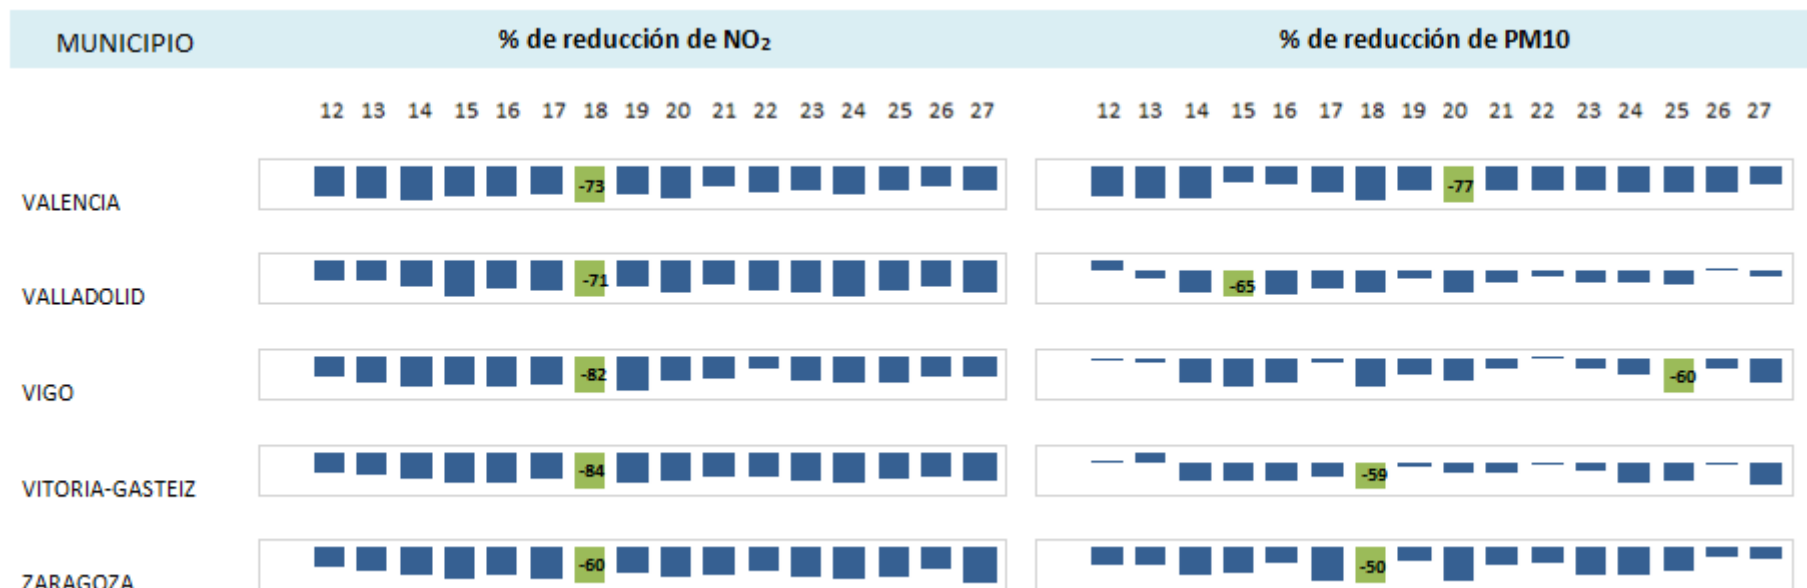 MUNICIPIO % de reducción de NO₂ % de reducción de PM10
12 13 14 15 16 17 18 19 20 21 22 23 24 25 26 27 12 13 14 15 16 17 18 19 20 21 22 23 24 25 26 27
VALENCIA -73 -77
VALLADOLID -71 -65
VIGO -82 -60
VITORIA-GASTEIZ -84 -59
ZARAGOZA -60 -50